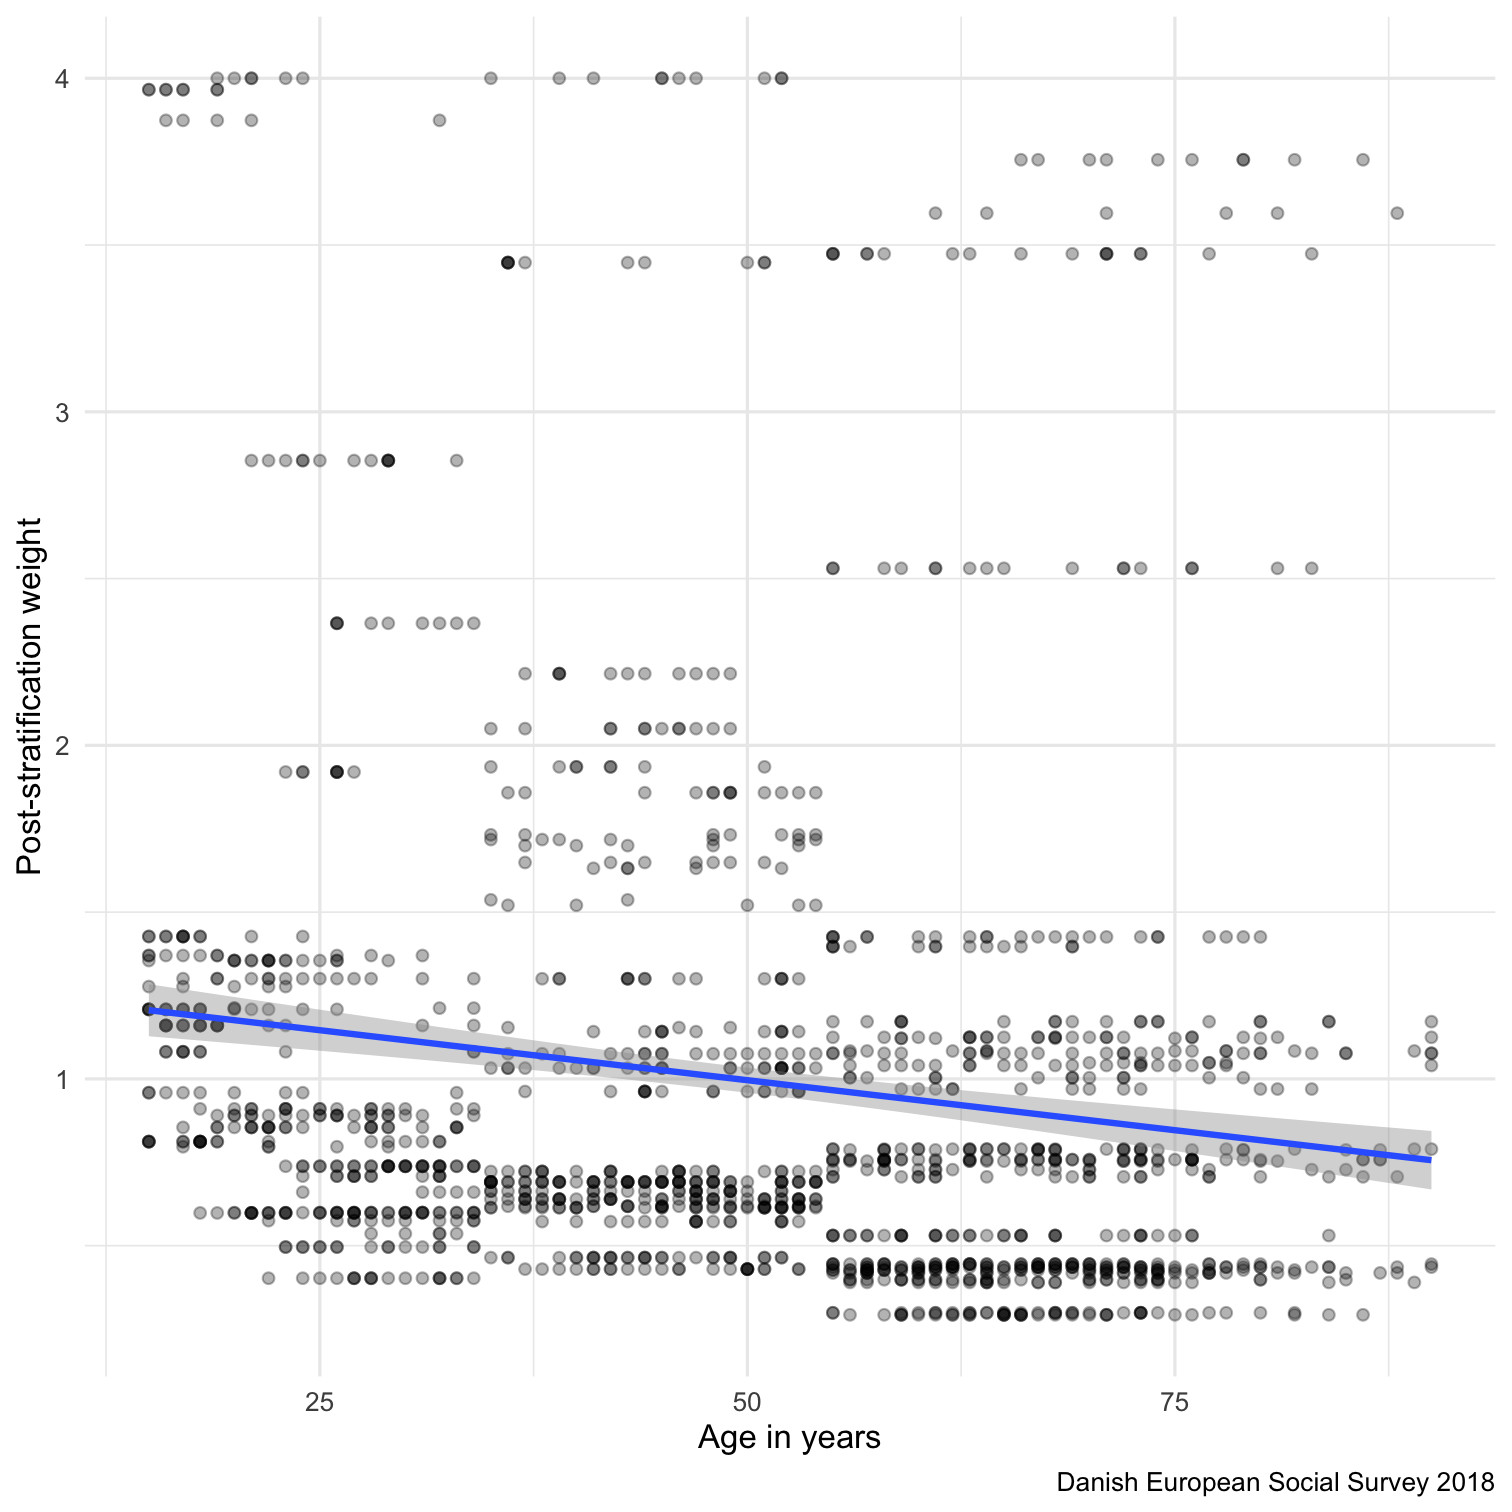 4
3
2
1
Post-stratification weight
25 50 75
Age in years
Danish European Social Survey 2018